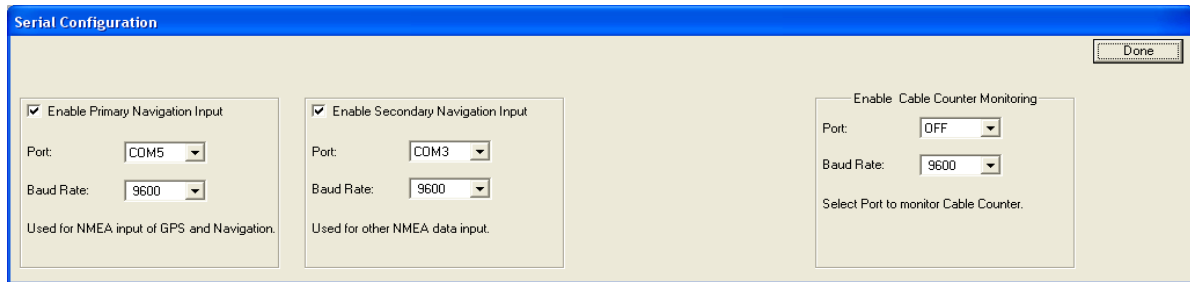 Serial Configuration
Done
Enable Primary Navigation Input
Port: COM5
Baud Rate: 9600
Used for NMEA input of GPS and Navigation.
Enable Secondary Navigation Input
Port: COM3
Baud Rate: 9600
Used for other NMEA data input.
Enable Cable Counter Monitoring
Port: OFF
Baud Rate: 9600
Select Port to monitor Cable Counter.